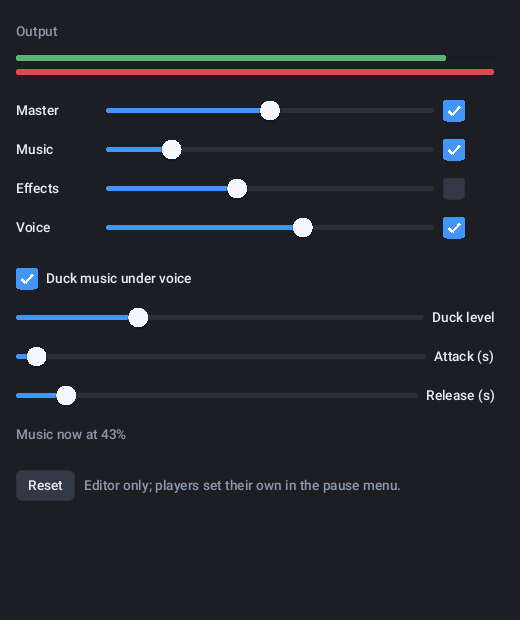 Output
Master
Music
Effects
Voice
Duck music under voice
Duck level
Attack (s)
Release (s)
Music now at 43%
Reset Editor only; players set their own in the pause menu.